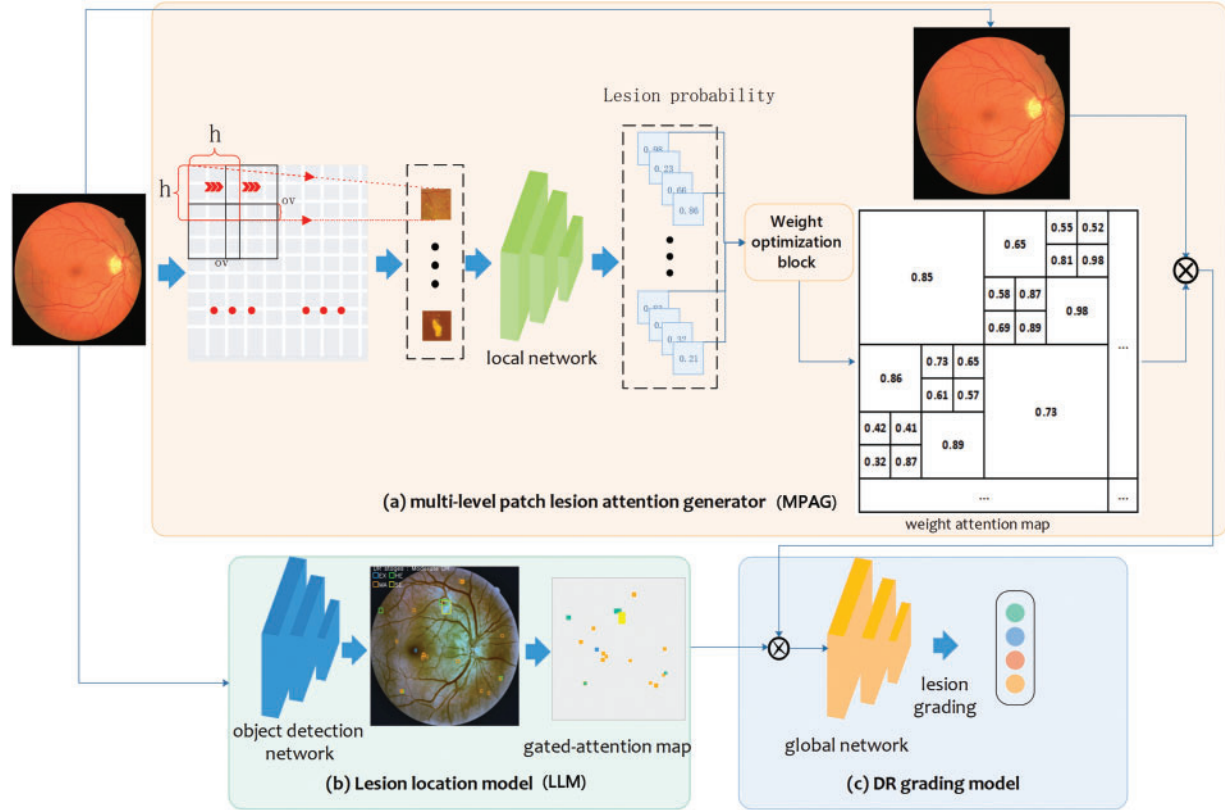 Lesion probability
h
h
ov
ov
0.98
0.23
0.66
0.86
0.21
local network
Weight
optimization
block
0.85
0.65
0.55 0.52
0.81 0.98
0.58 0.87
0.69 0.89
0.98
...
0.86
0.73 0.65
0.61 0.57
0.73
0.42 0.41
0.32 0.87
0.89
... ...
weight attention map
(a) multi-level patch lesion attention generator (MPAG)
EX HE
MA SE
object detection
network
gated-attention map
(b) Lesion location model (LLM)
global network
lesion
grading
(c) DR grading model